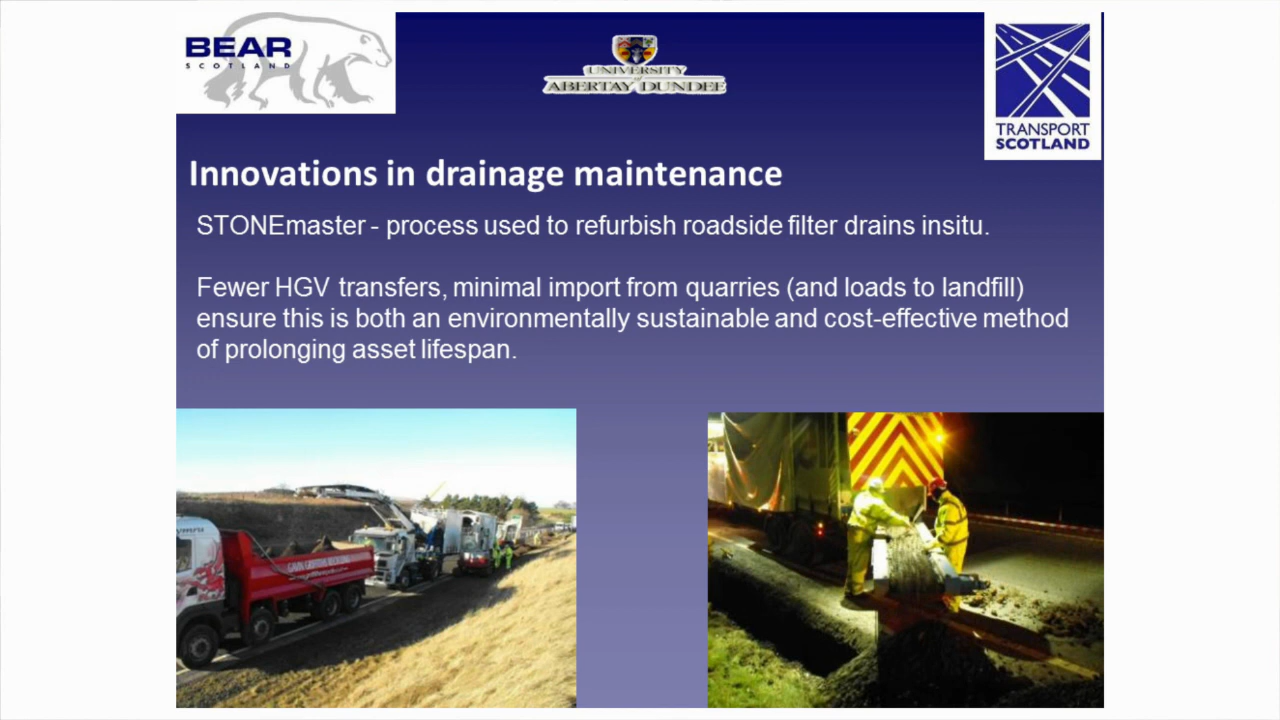 BEAR
SCOTLAND
UNIVERSITY
of
ABERTAY DUNDEE
TRANSPORT
SCOTLAND
Innovations in drainage maintenance
STONEmaster - process used to refurbish roadside filter drains insitu.
Fewer HGV transfers, minimal import from quarries (and loads to landfill)
ensure this is both an environmentally sustainable and cost-effective method
of prolonging asset lifespan.